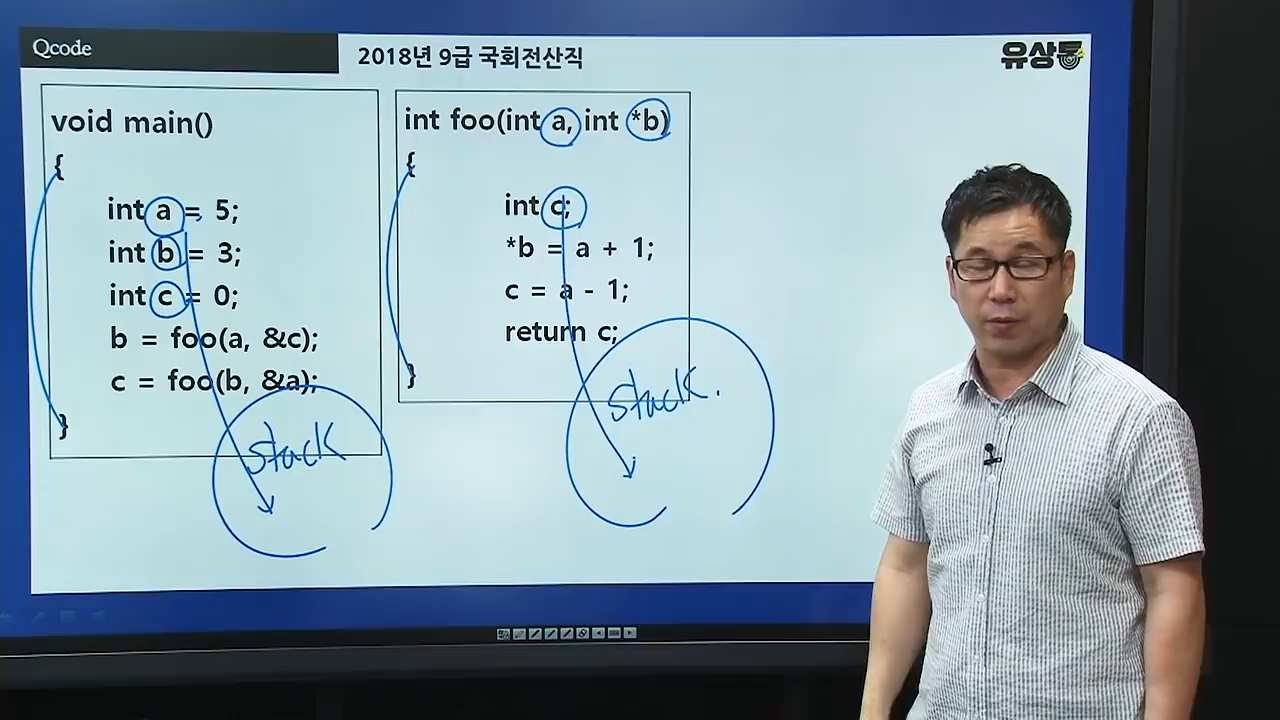 Qcode
2018년 9급 국회전산직
유상통
void main()
{
int a = 5;
int b = 3;
int c = 0;
b = foo(a, &c);
c = foo(b, &a);
}
stack
int foo(int a, int *b)
{
int c;
*b = a + 1;
c = a - 1;
return c;
}
stack.